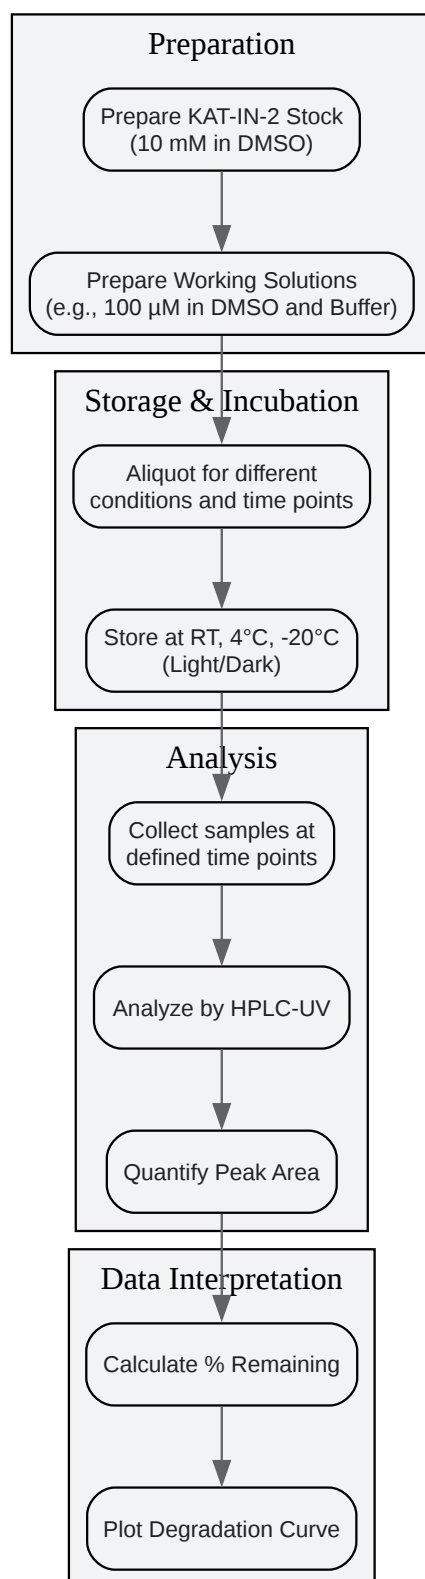 Preparation
Prepare KAT-IN-2 Stock
(10 mM in DMSO)
Prepare Working Solutions
(e.g., 100 µM in DMSO and Buffer)
Storage & Incubation
Aliquot for different
conditions and time points
Store at RT, 4°C, -20°C
(Light/Dark)
Analysis
Collect samples at
defined time points
Analyze by HPLC-UV
Quantify Peak Area
Data Interpretation
Calculate % Remaining
Plot Degradation Curve